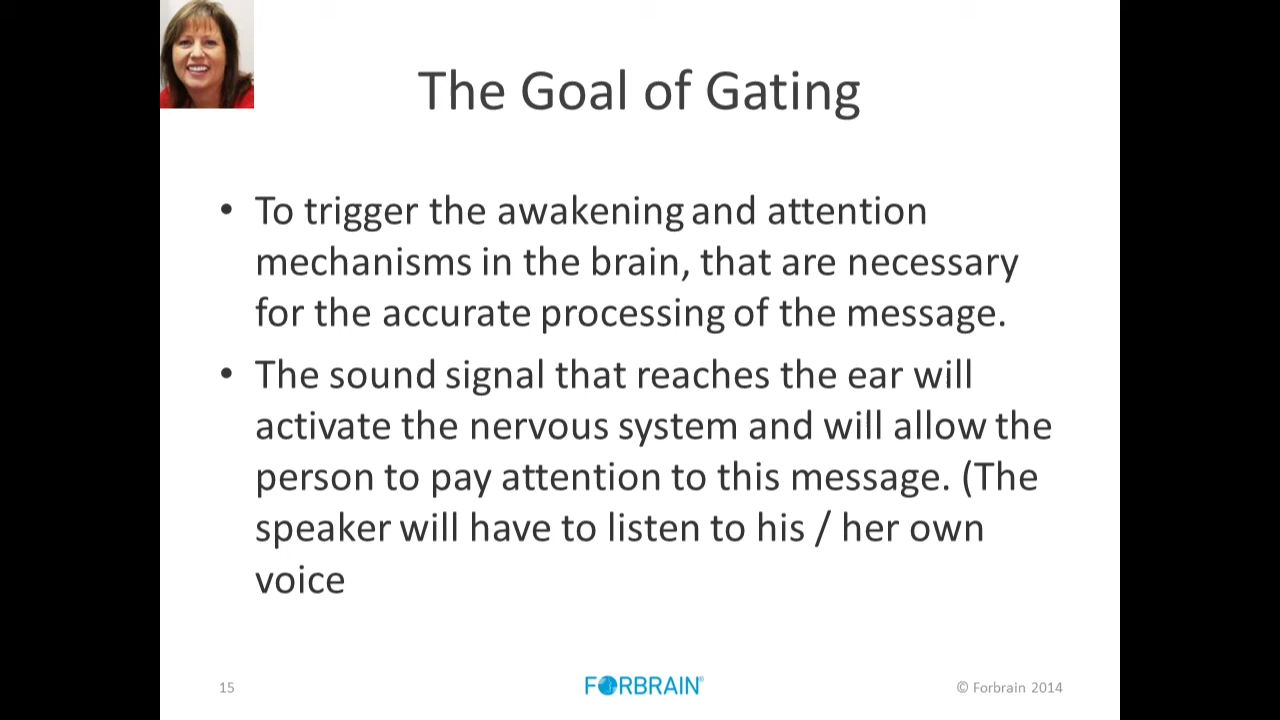 The Goal of Gating
• To trigger the awakening and attention
mechanisms in the brain, that are necessary
for the accurate processing of the message.
• The sound signal that reaches the ear will
activate the nervous system and will allow the
person to pay attention to this message. (The
speaker will have to listen to his / her own
voice
15
FORBRAIN®
© Forbrain 2014